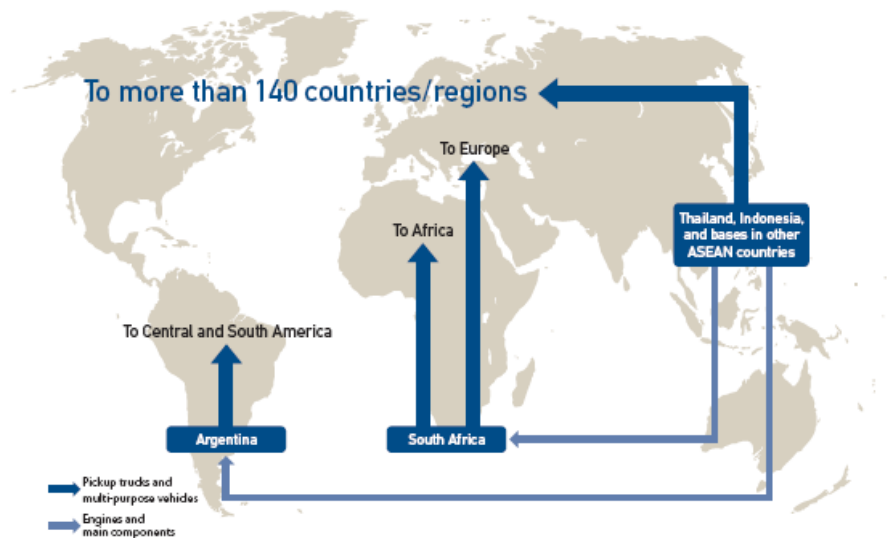 To more than 140 countries/regions
To Europe
Thailand, Indonesia,
and bases in other
ASEAN countries
To Africa
To Central and South America
Argentina
South Africa
Pickup trucks and
multi-purpose vehicles
Engines and
main components